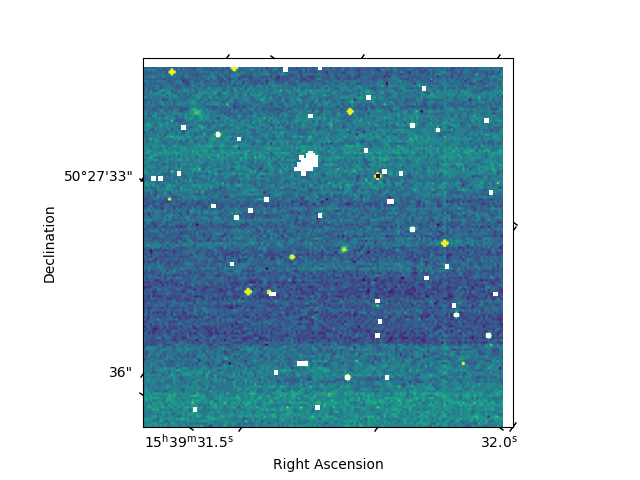 50°27'33"
Declination
36"
15ʰ39ᵐ31.5ˢ
32.0ˢ
Right Ascension